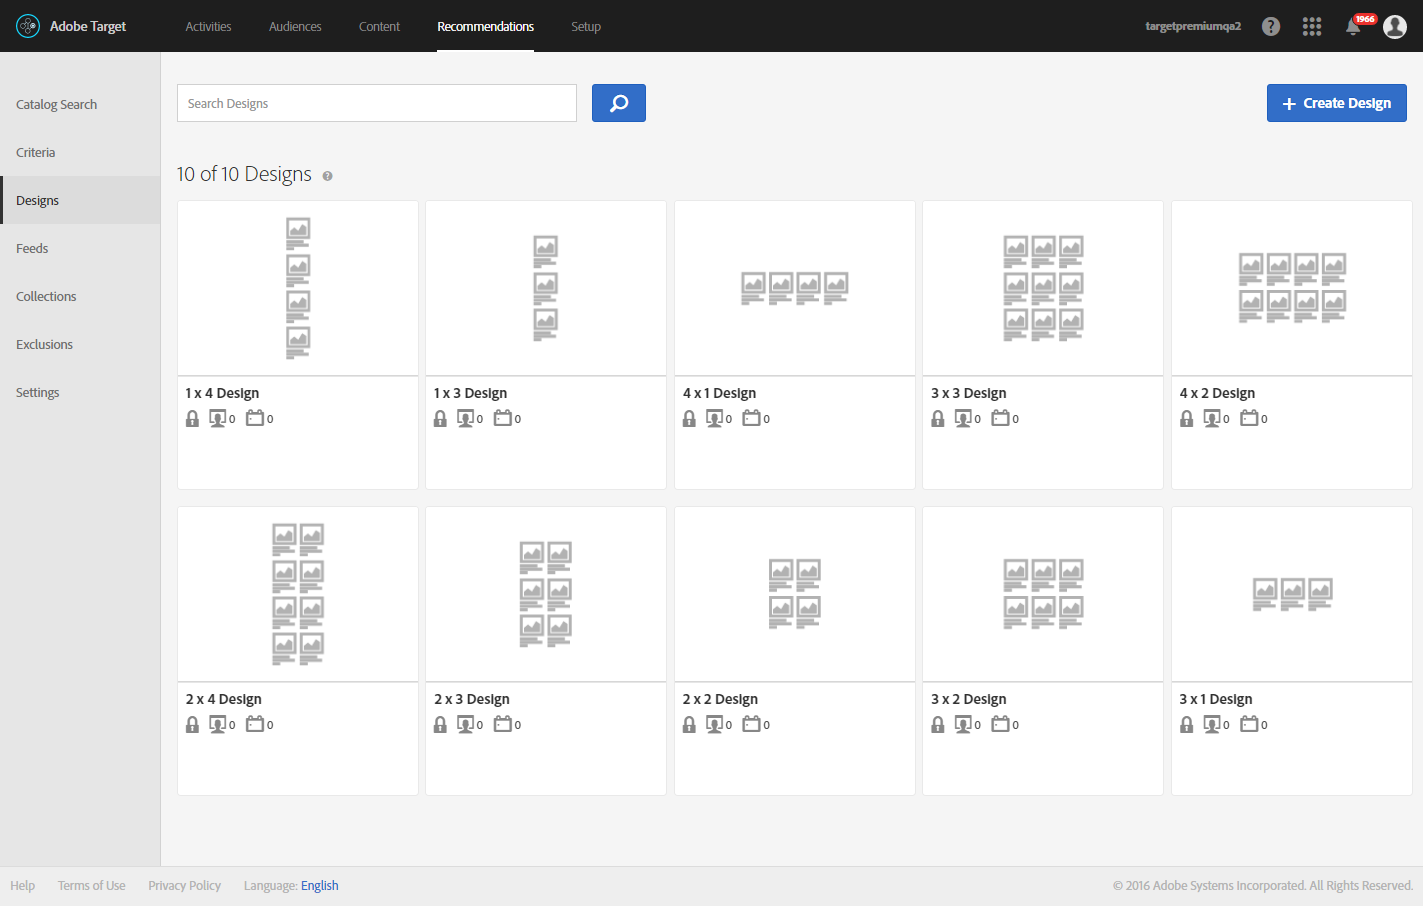 Adobe Target
Activities
Audiences
Content
Recommendations
Setup
targetpremiumqa2
?
1966
Catalog Search
Criteria
Designs
Feeds
Collections
Exclusions
Settings
Search Designs
+ Create Design
10 of 10 Designs ?
1 x 4 Design
0 0
1 x 3 Design
0 0
4 x 1 Design
0 0
3 x 3 Design
0 0
4 x 2 Design
0 0
2 x 4 Design
0 0
2 x 3 Design
0 0
2 x 2 Design
0 0
3 x 2 Design
0 0
3 x 1 Design
0 0
Help
Terms of Use
Privacy Policy
Language: English
© 2016 Adobe Systems Incorporated. All Rights Reserved.